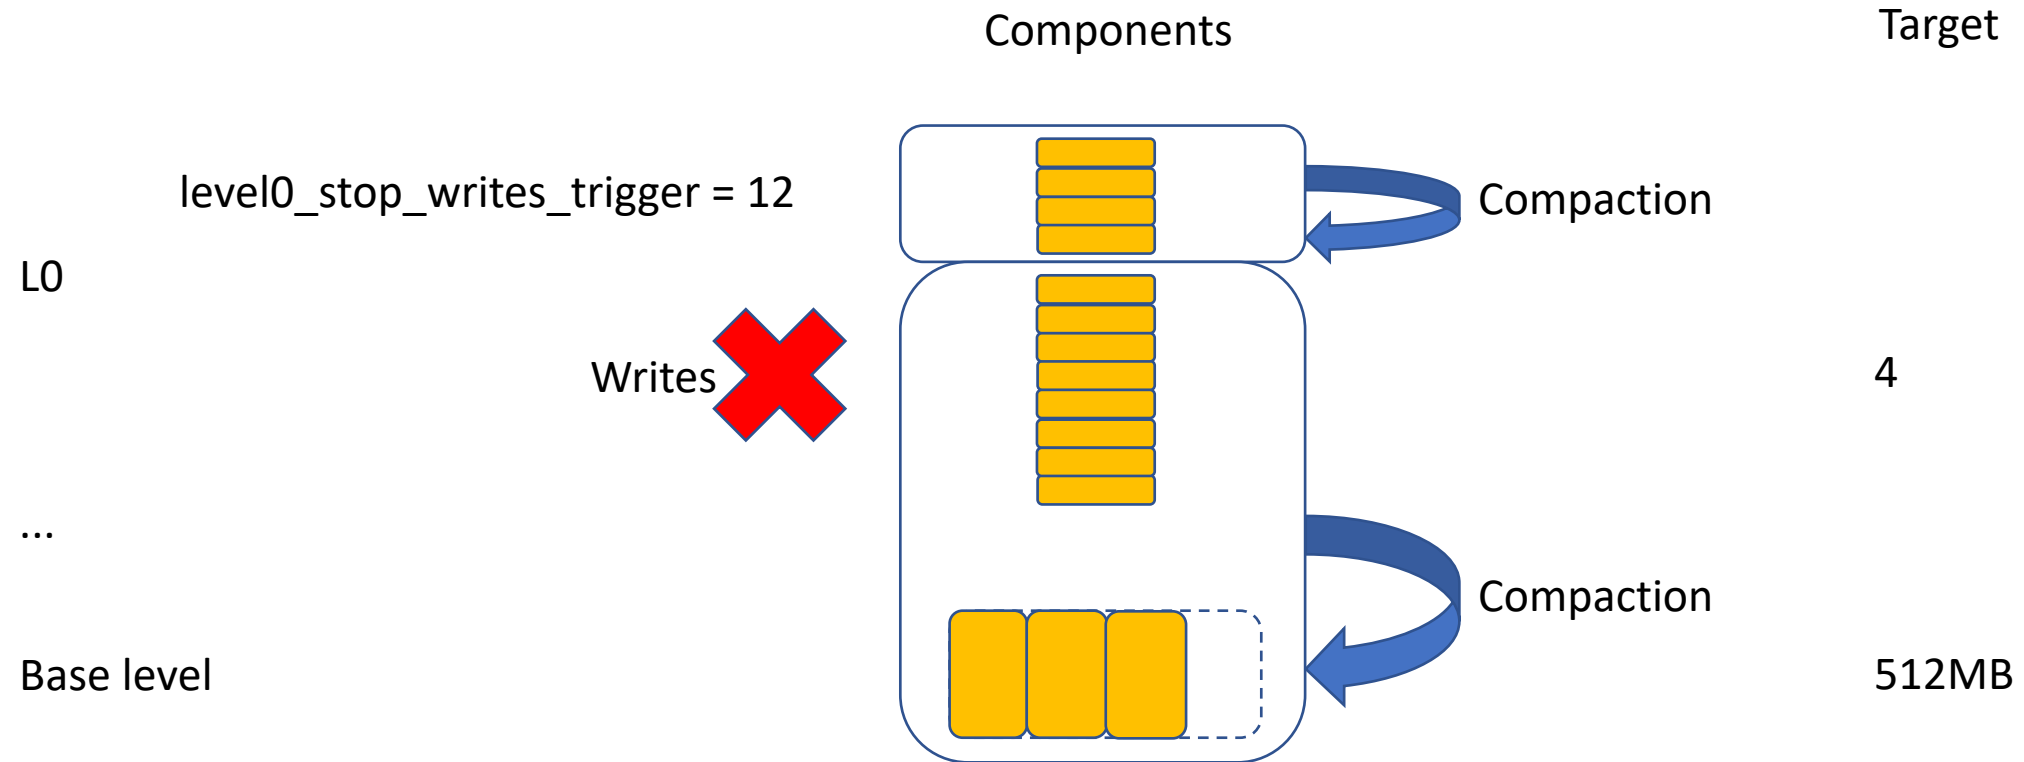 Components
Target
level0_stop_writes_trigger = 12
Compaction
L0
Writes
4
...
Compaction
Base level
512MB